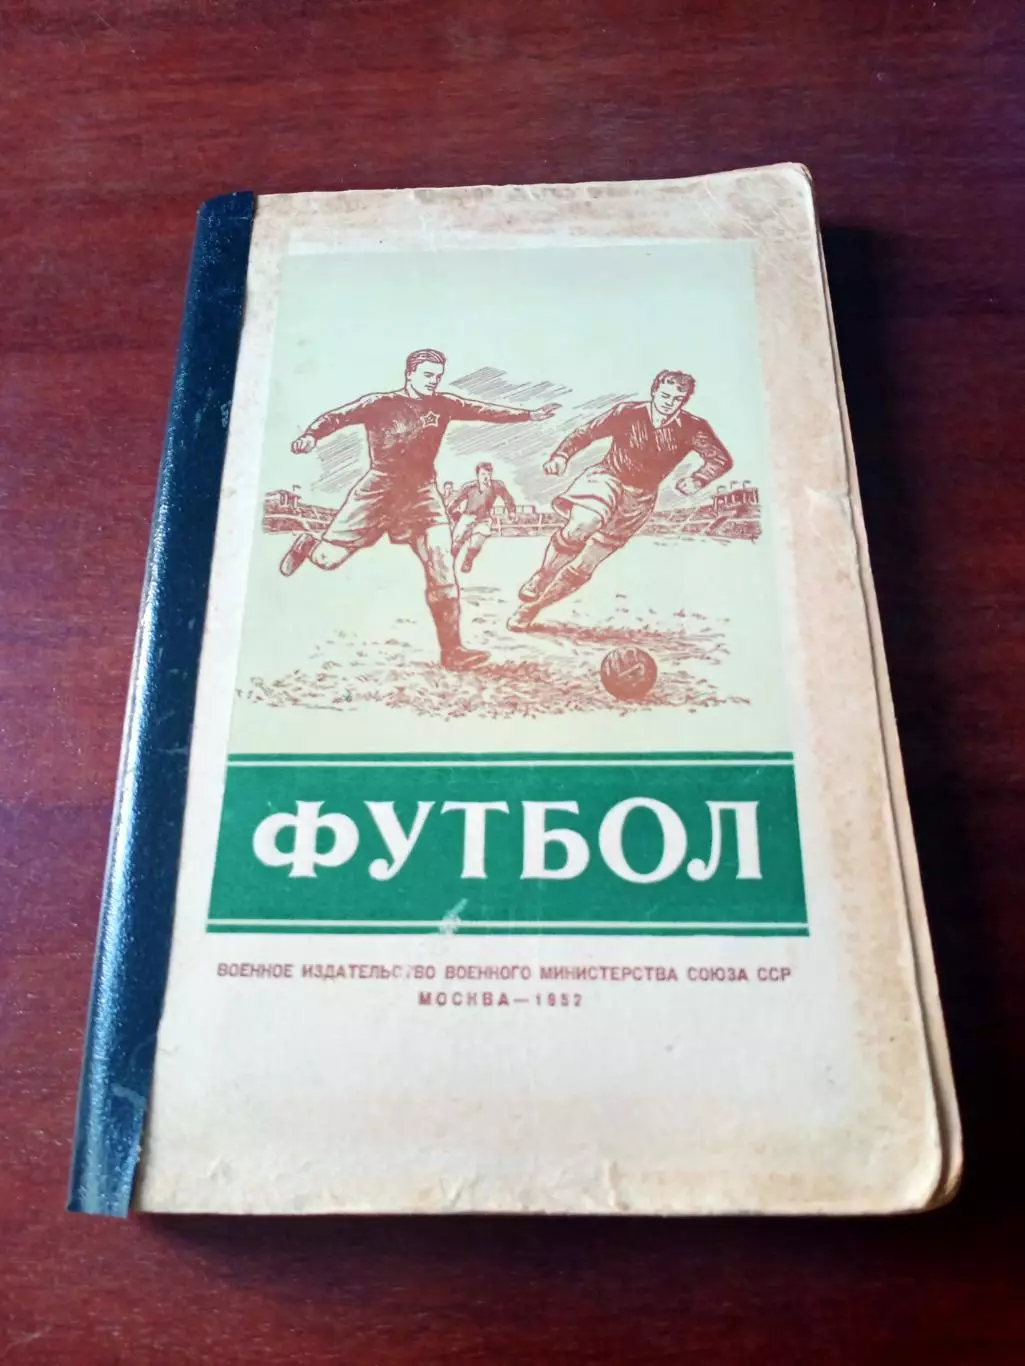 ФУТБОЛ
ВОЕННОЕ ИЗДАТЕЛЬСТВО ВОЕННОГО МИНИСТЕРСТВА СОЮЗА ССР
МОСКВА—1952